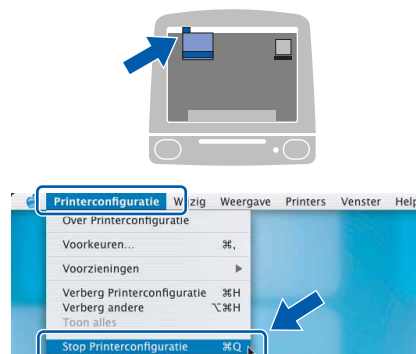 Printerconfiguratie Wijzig Weergave Printers Venster Help
Over Printerconfiguratie
Voorkeuren... ⌘,
Voorzieningen ▶
Verberg Printerconfiguratie ⌘H
Verberg andere ⌥⌘H
Toon alles
Stop Printerconfiguratie ⌘Q